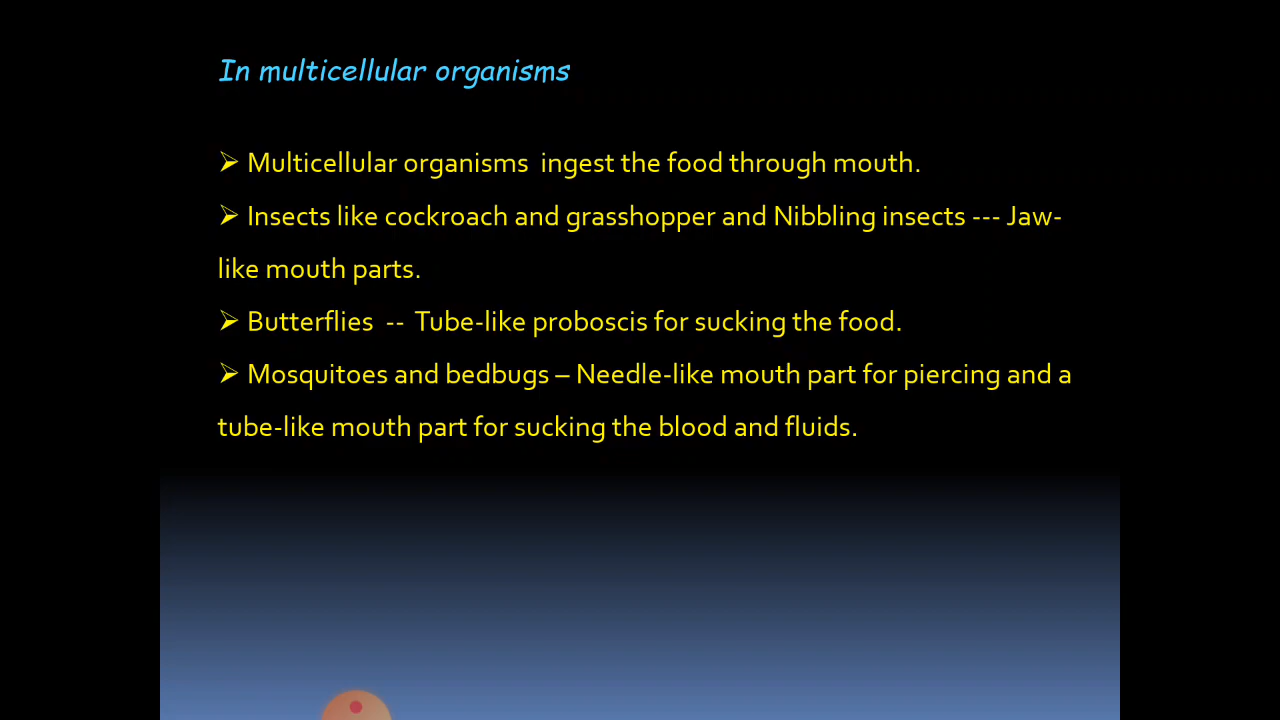 In multicellular organisms
➢ Multicellular organisms  ingest the food through mouth.
➢ Insects like cockroach and grasshopper and Nibbling insects --- Jaw-
like mouth parts.
➢ Butterflies  --  Tube-like proboscis for sucking the food.
➢ Mosquitoes and bedbugs – Needle-like mouth part for piercing and a
tube-like mouth part for sucking the blood and fluids.